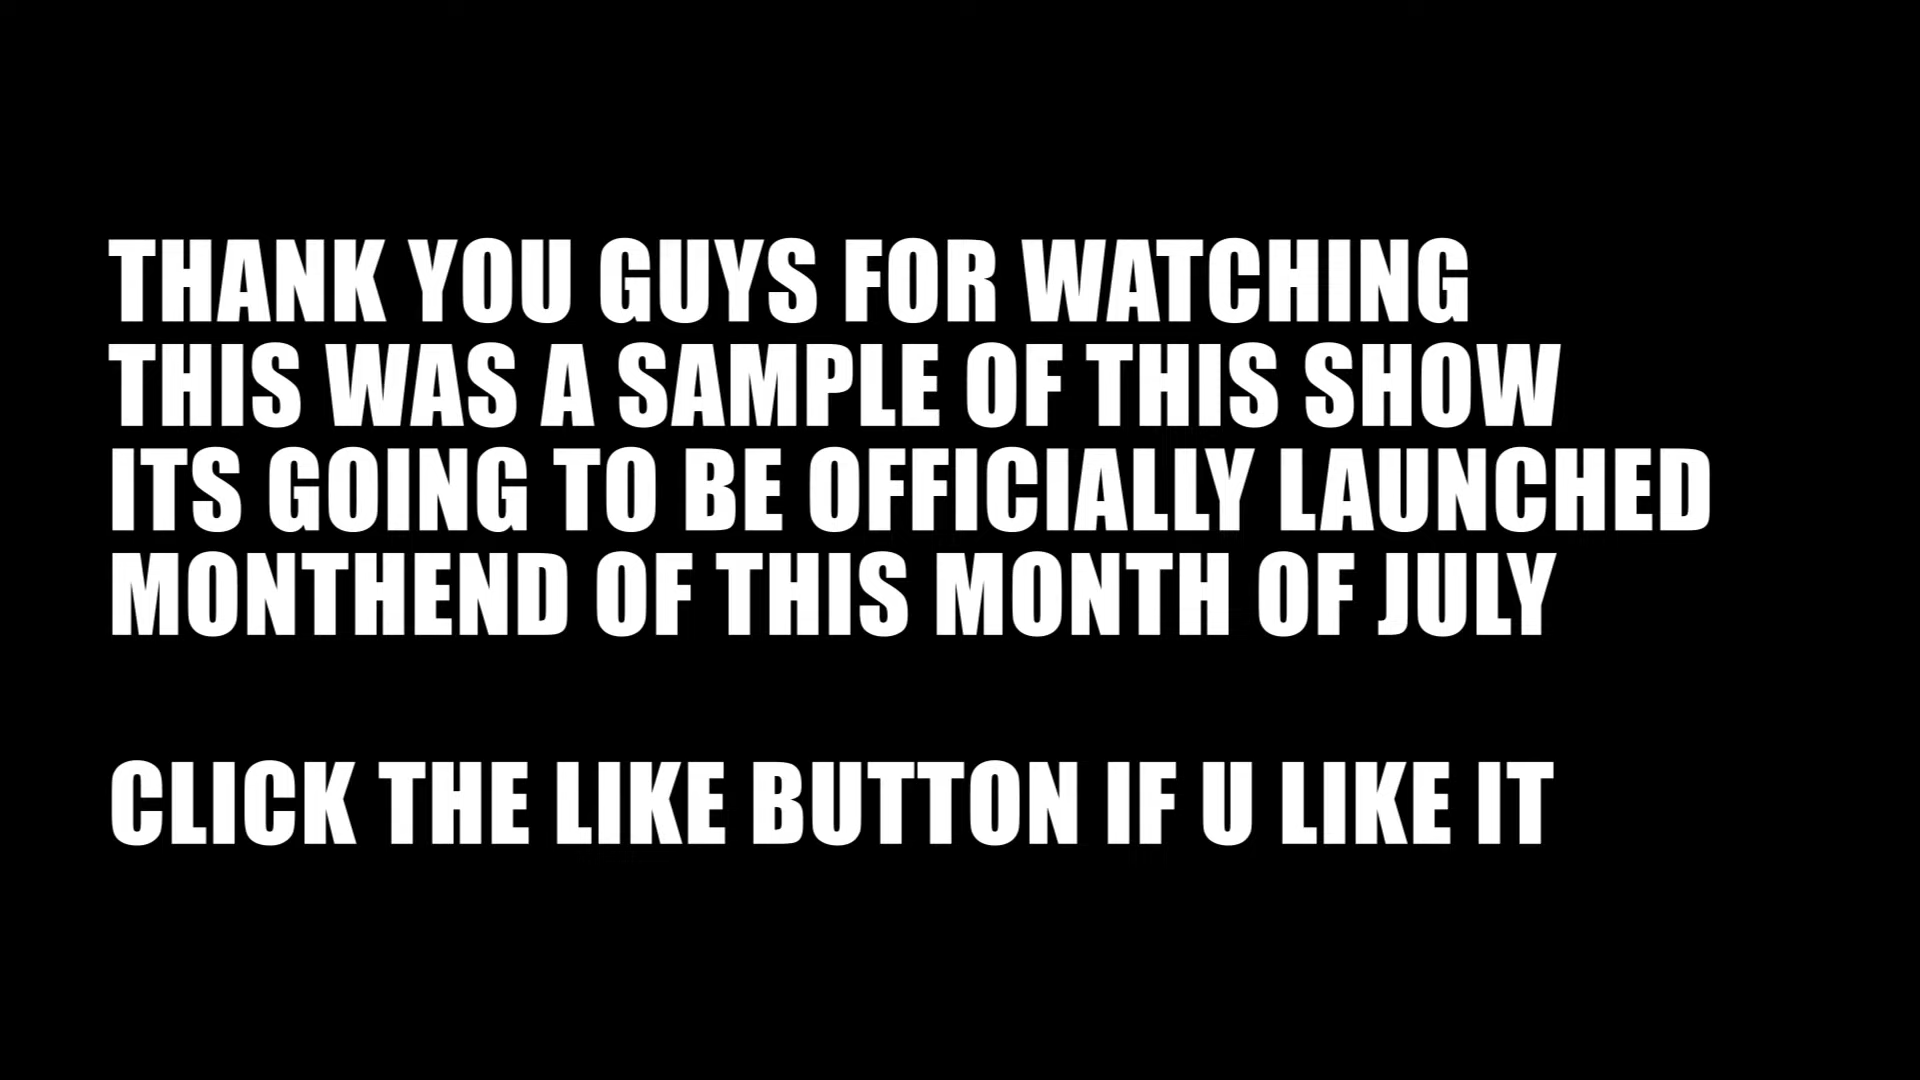 THANK YOU GUYS FOR WATCHING
THIS WAS A SAMPLE OF THIS SHOW
ITS GOING TO BE OFFICIALLY LAUNCHED
MONTHEND OF THIS MONTH OF JULY
CLICK THE LIKE BUTTON IF U LIKE IT